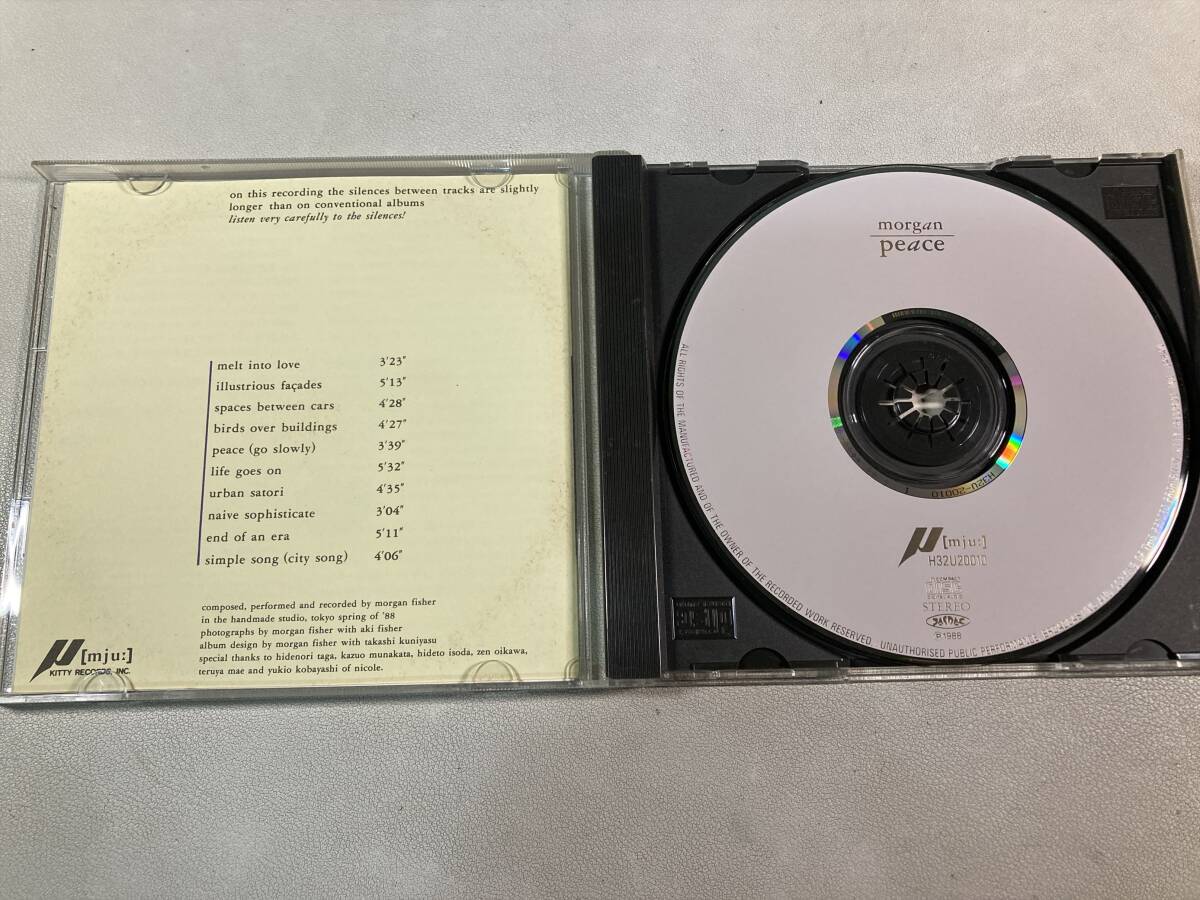 on this recording the silences between tracks are slightly
longer than on conventional albums
listen very carefully to the silences!
melt into love 3'23"
illustrious façades 5'13"
spaces between cars 4'28"
birds over buildings 4'27"
peace (go slowly) 3'39"
life goes on 5'32"
urban satori 4'35"
naive sophisticate 3'04"
end of an era 5'11"
simple song (city song) 4'06"
composed, performed and recorded by morgan fisher
in the handmade studio, tokyo spring of '88
photographs by morgan fisher with aki fisher
album design by morgan fisher with takashi kuniyasu
special thanks to hidenori taga, kazuo munakata, hideto isoda, zen oikawa,
teruya mae and yukio kobayashi of nicole.
μ [mju:]
KITTY RECORDS, INC.
morgan
peace
H32U-20010 1
μ [mju:]
H32U20010
COMPACT
DISC
STEREO
JASRAC
℗1988
ALL RIGHTS OF THE MANUFACTURED AND OF THE OWNER OF THE RECORDED WORK RESERVED. UNAUTHORISED PUBLIC PERFORMANCE,